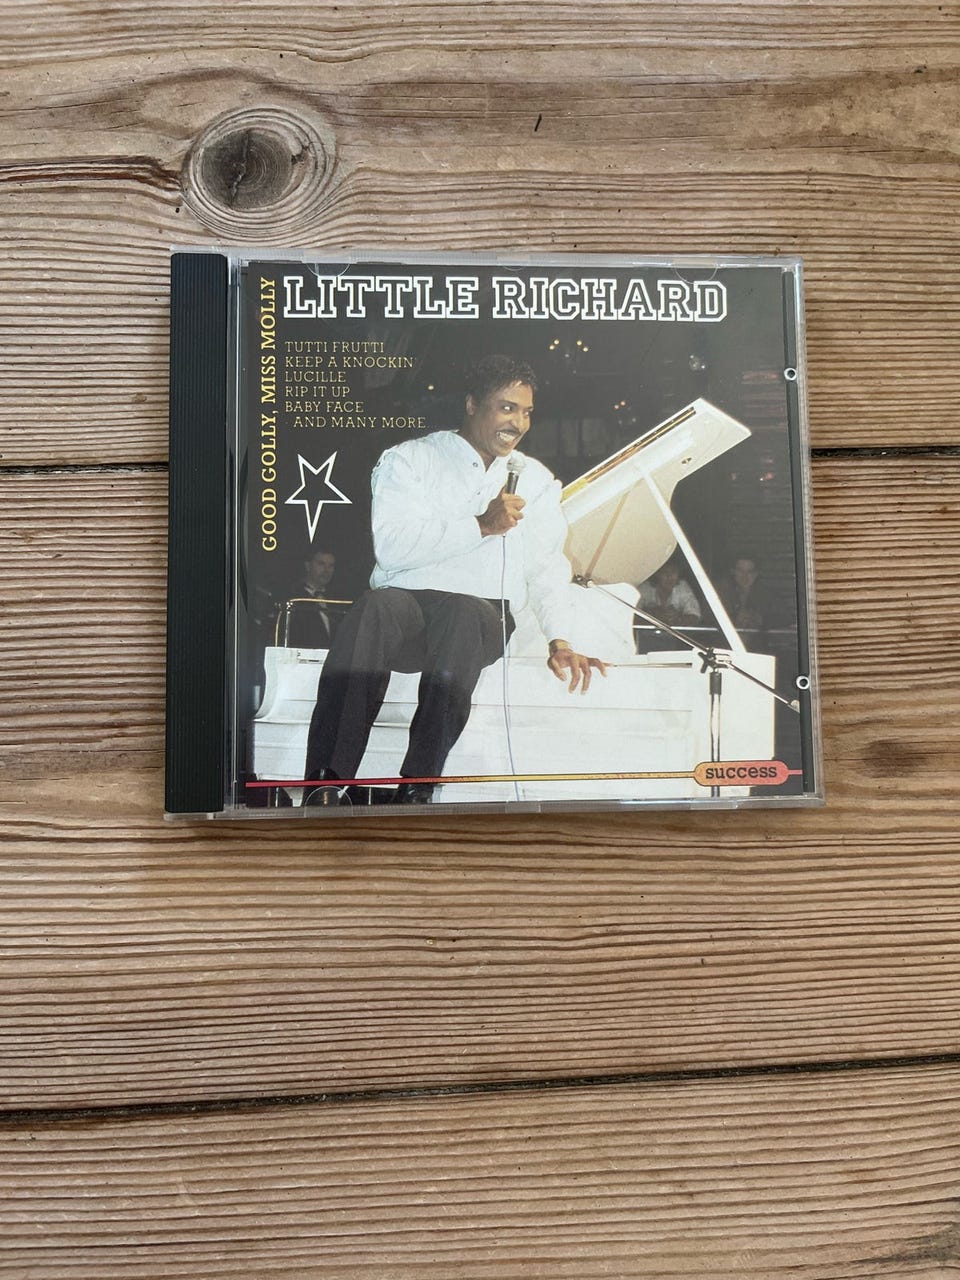 LITTLE RICHARD
GOOD GOLLY, MISS MOLLY
TUTTI FRUTTI
KEEP A KNOCKIN'
LUCILLE
RIP IT UP
BABY FACE
- AND MANY MORE...
success